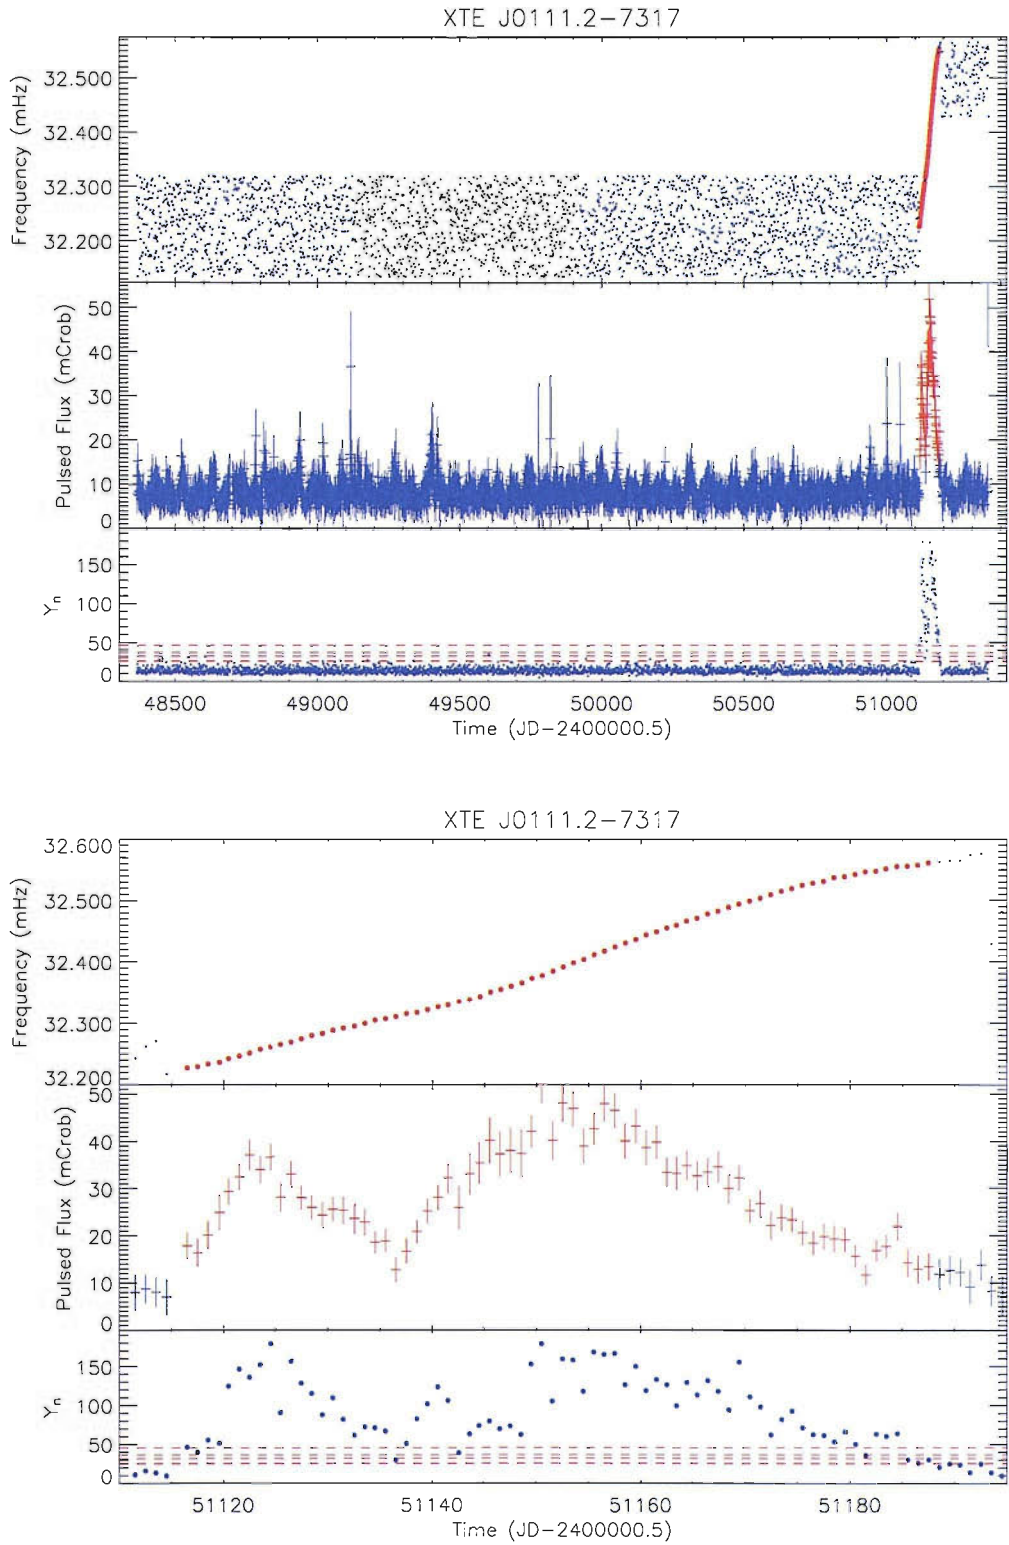 XTE J0111.2-7317
Frequency (mHz)
32.500
32.400
32.300
32.200
Pulsed Flux (mCrab)
50
40
30
20
10
0
Yn
150
100
50
0
48500 49000 49500 50000 50500 51000
Time (JD-2400000.5)
XTE J0111.2-7317
Frequency (mHz)
32.600
32.500
32.400
32.300
32.200
Pulsed Flux (mCrab)
50
40
30
20
10
0
Yn
150
100
50
0
51120 51140 51160 51180
Time (JD-2400000.5)